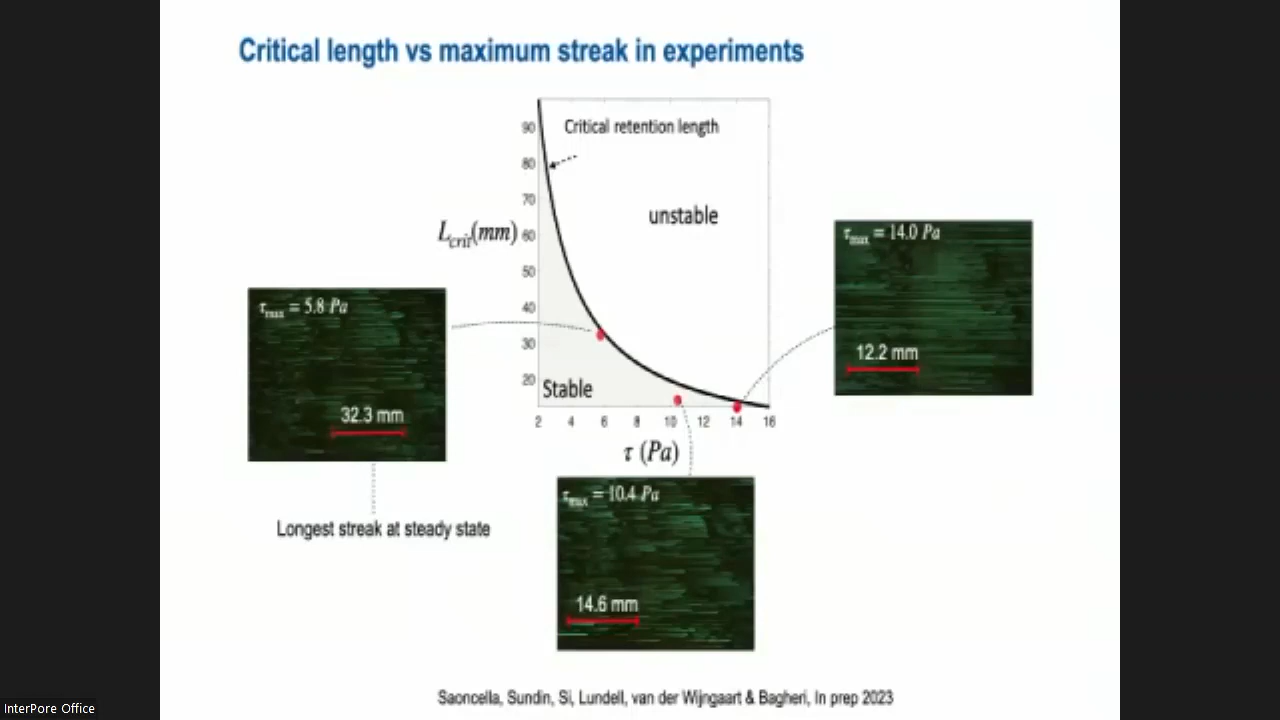 Critical length vs maximum streak in experiments
90
80
70
60
50
40
30
20
L_crit(mm)
Critical retention length
unstable
Stable
2 4 6 8 10 12 14 16
τ (Pa)
τ_max = 5.8 Pa
32.3 mm
Longest streak at steady state
τ_max = 14.0 Pa
12.2 mm
τ_max = 10.4 Pa
14.6 mm
Saoncella, Sundin, Si, Lundell, van der Wijngaart & Bagheri, In prep 2023
InterPore Office